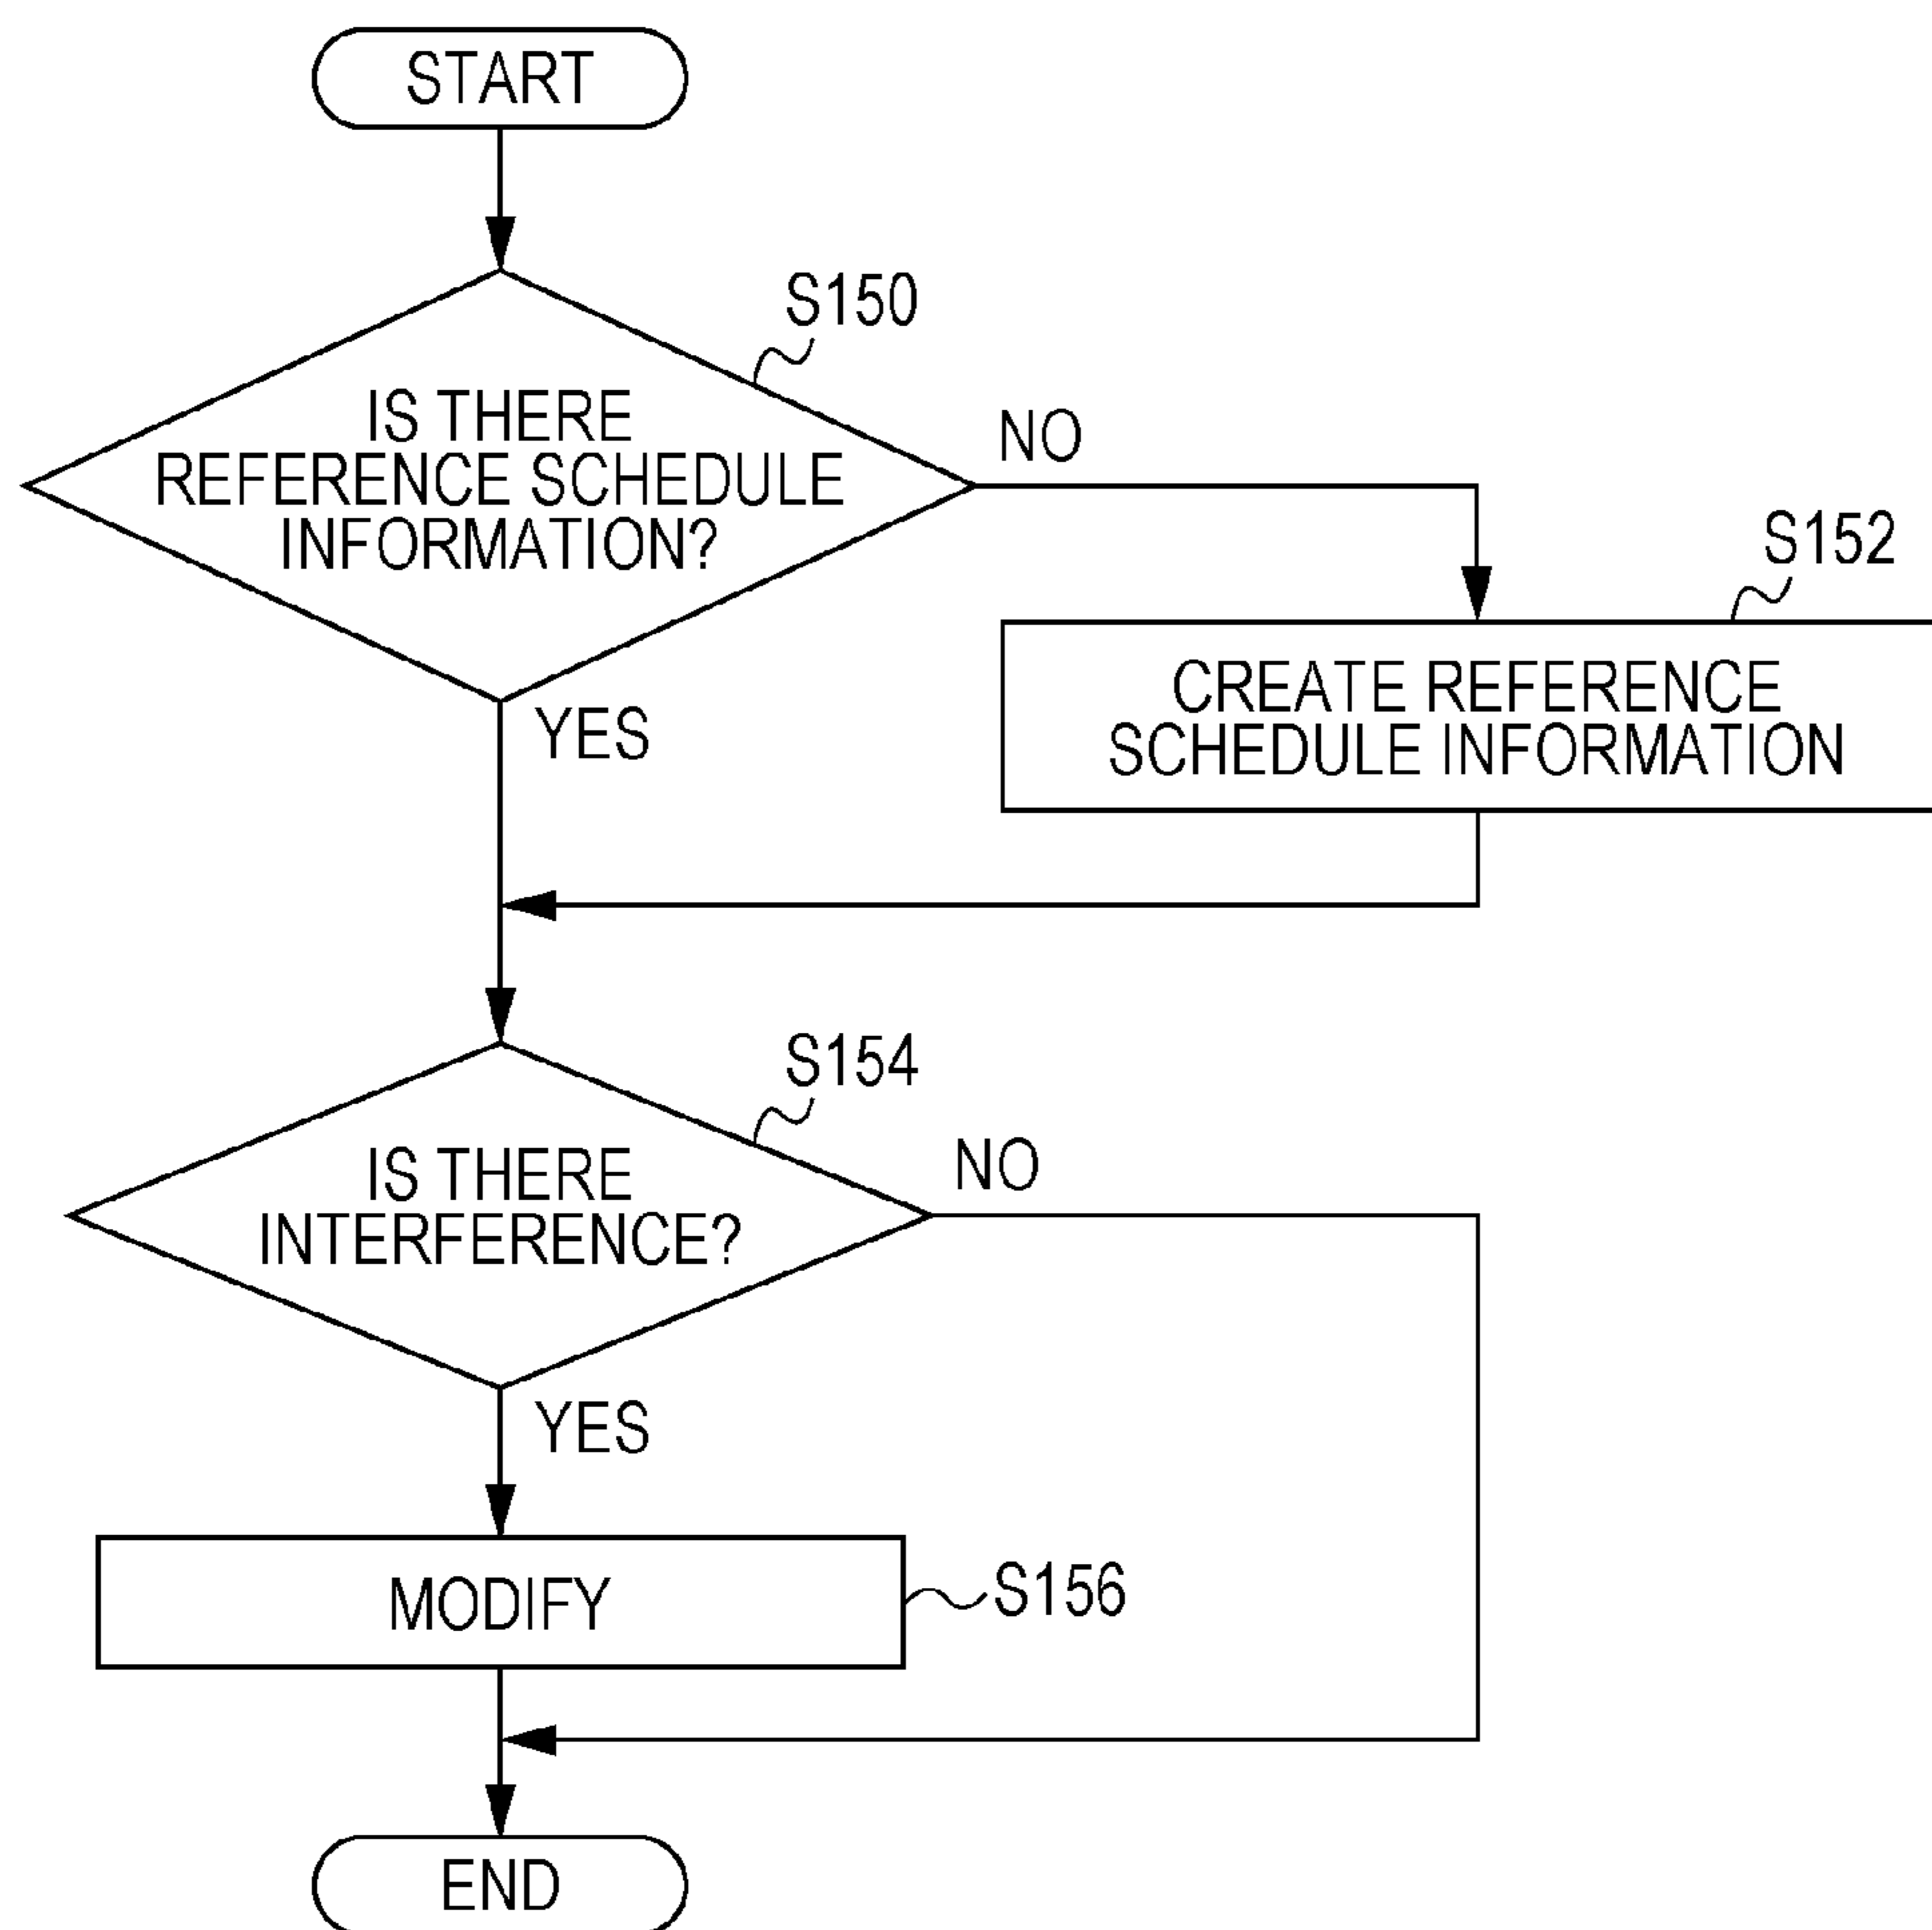 START
S150
IS THERE
REFERENCE SCHEDULE
INFORMATION?
NO
S152
CREATE REFERENCE
SCHEDULE INFORMATION
YES
S154
IS THERE
INTERFERENCE?
NO
YES
MODIFY
S156
END